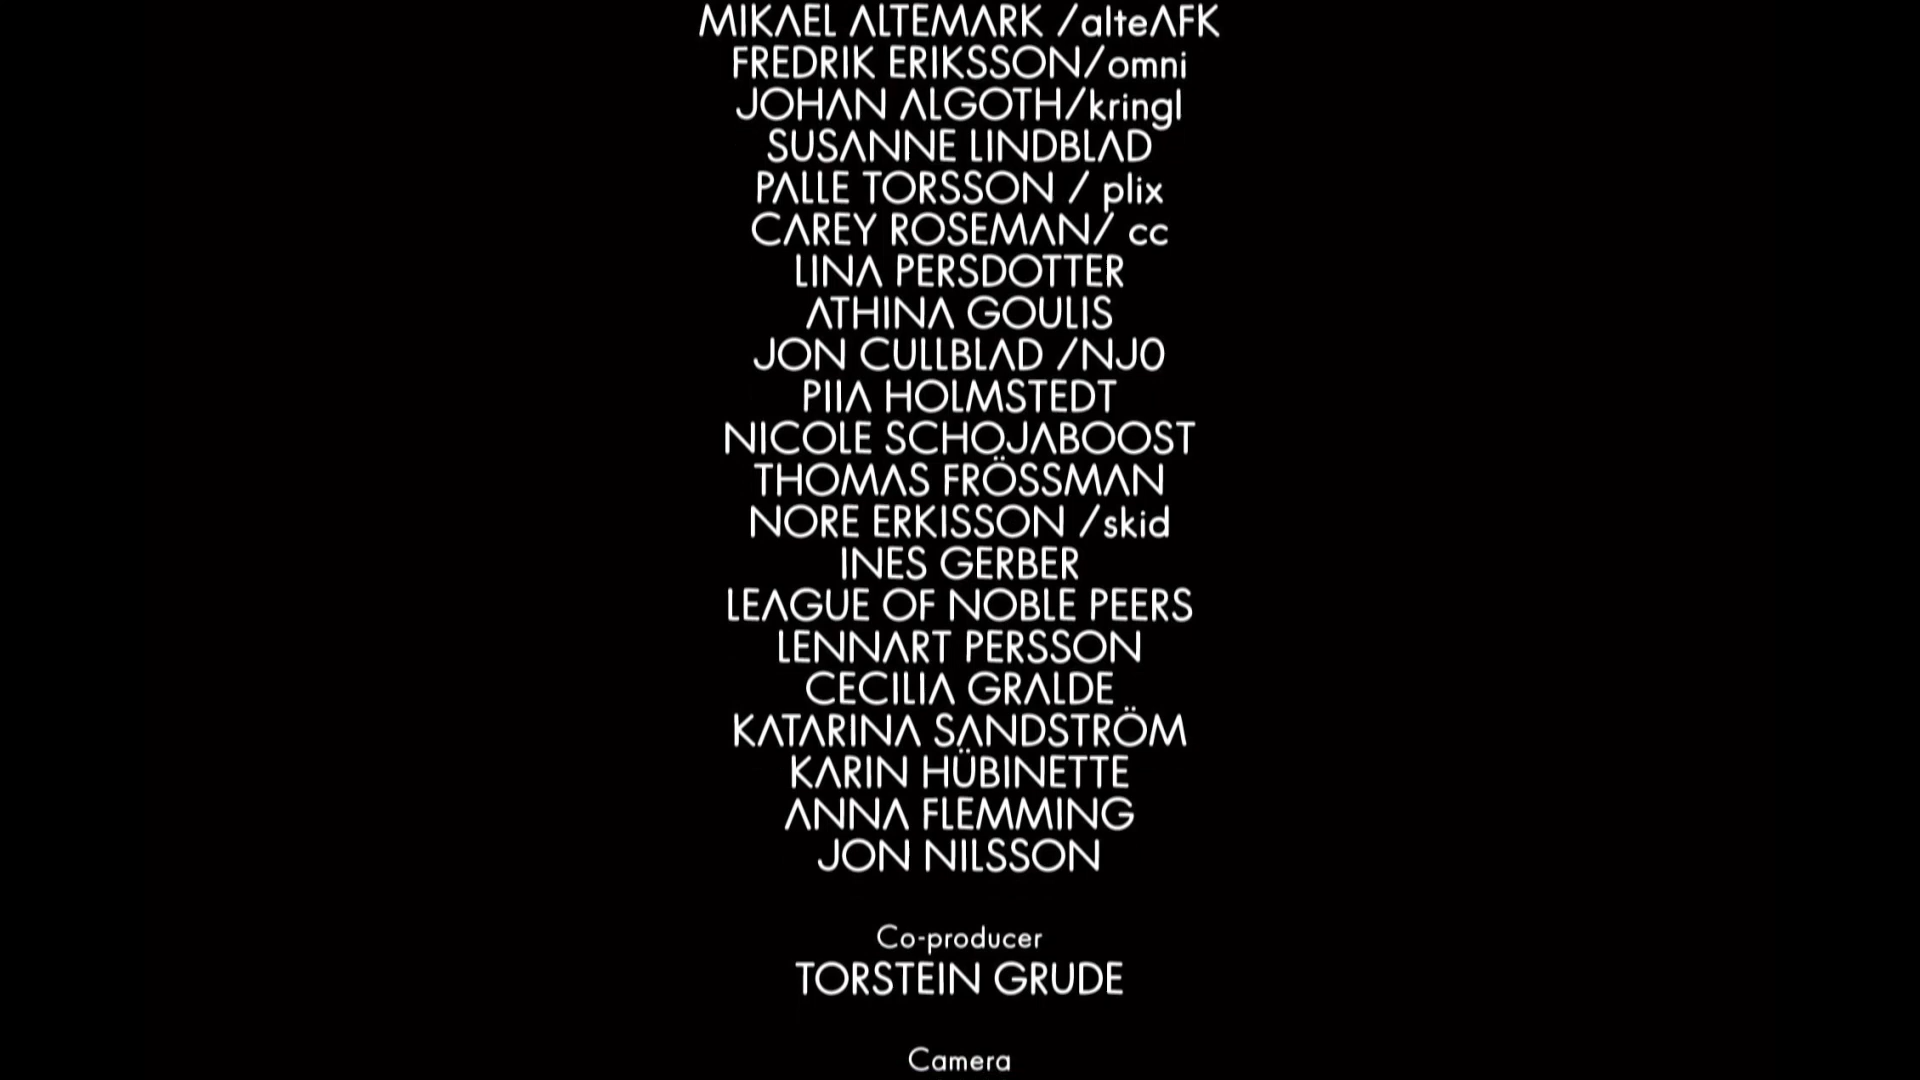 MIKAEL ALTEMARK /alteAFK
FREDRIK ERIKSSON/omni
JOHAN ALGOTH/kringl
SUSANNE LINDBLAD
PALLE TORSSON / plix
CAREY ROSEMAN/ cc
LINA PERSDOTTER
ATHINA GOULIS
JON CULLBLAD /NJ0
PIIA HOLMSTEDT
NICOLE SCHOJABOOST
THOMAS FRÖSSMAN
NORE ERKISSON /skid
INES GERBER
LEAGUE OF NOBLE PEERS
LENNART PERSSON
CECILIA GRALDE
KATARINA SANDSTRÖM
KARIN HÜBINETTE
ANNA FLEMMING
JON NILSSON
Co-producer
TORSTEIN GRUDE
Camera